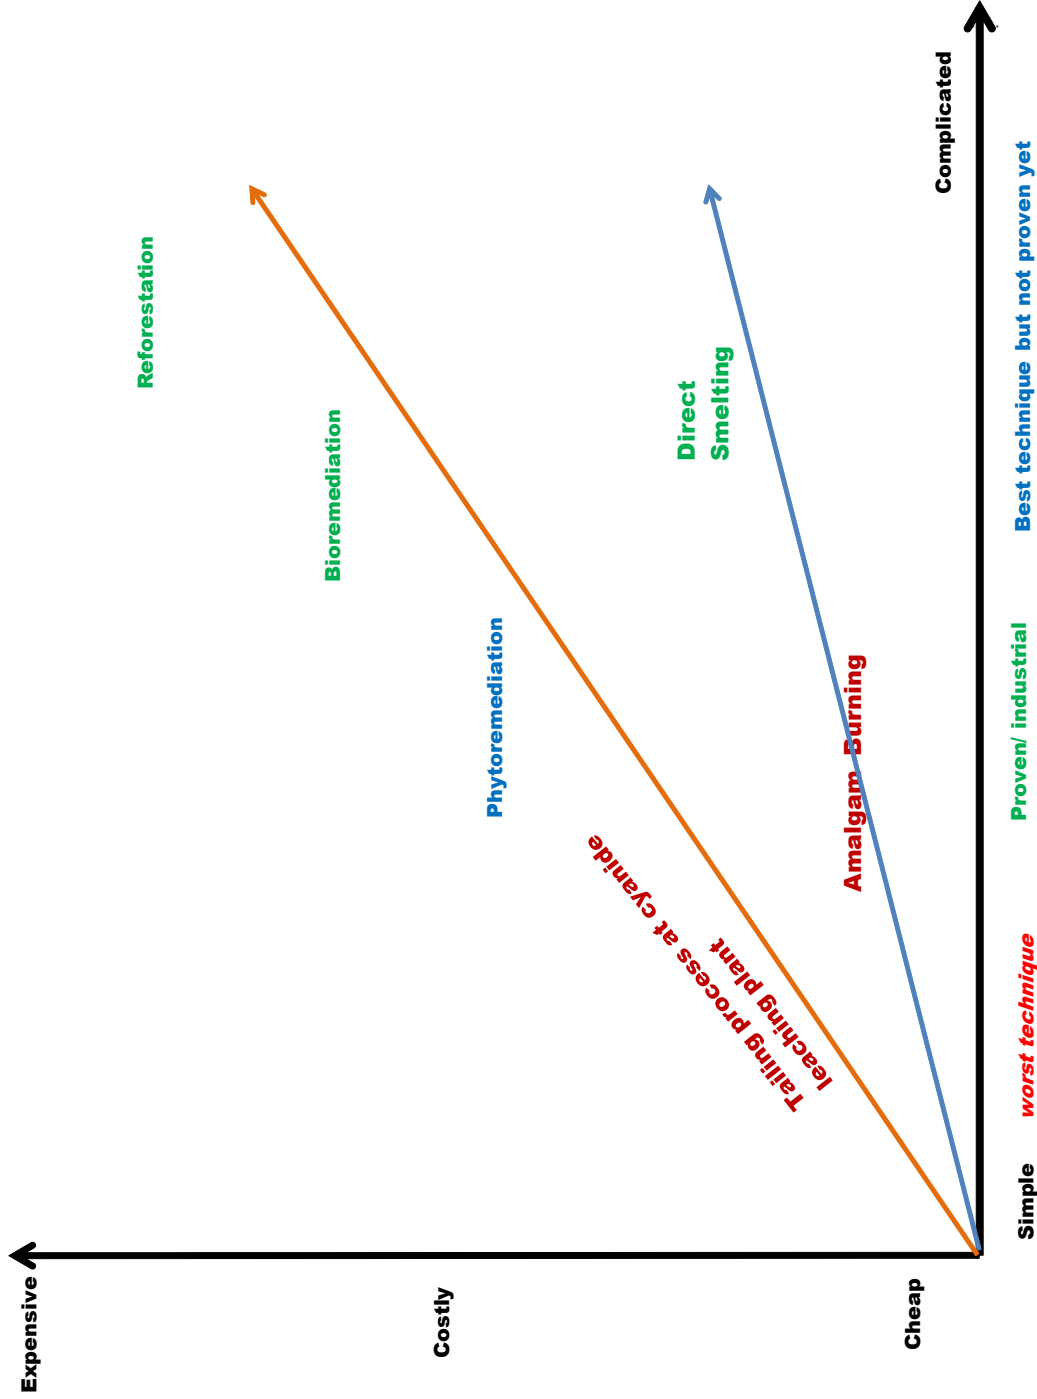 Expensive
Reforestation
Bioremediation
Costly
Phytoremediation
Direct
Smelting
Tailing process at cyanide
leaching plant
Amalgam Burning
Cheap
Complicated
Simple
worst technique
Proven/ industrial
Best technique but not proven yet